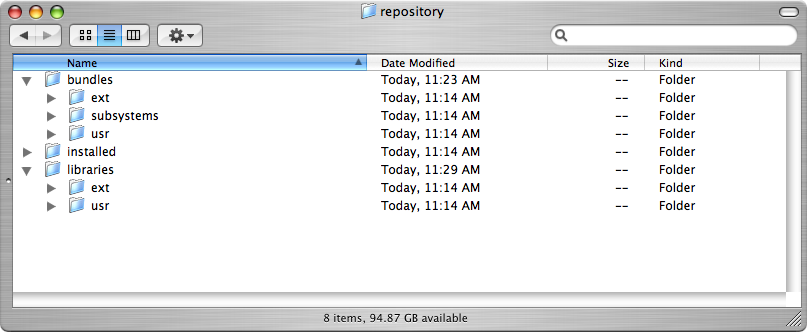 repository
Name Date Modified Size Kind
bundles Today, 11:23 AM -- Folder
ext Today, 11:14 AM -- Folder
subsystems Today, 11:14 AM -- Folder
usr Today, 11:14 AM -- Folder
installed Today, 11:14 AM -- Folder
libraries Today, 11:29 AM -- Folder
ext Today, 11:14 AM -- Folder
usr Today, 11:14 AM -- Folder
8 items, 94.87 GB available